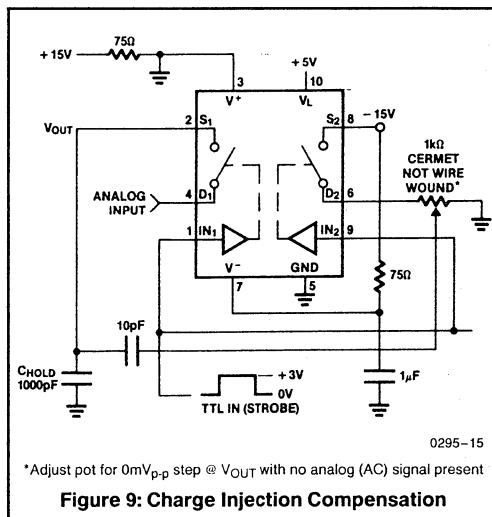 75Ω
+ 15V
+ 5V
3
10
V+
VL
2
S1
S2
8
- 15V
VOUT
1kΩ
CERMET
NOT WIRE
WOUND*
ANALOG
INPUT
4
D1
D2
6
1
IN1
IN2
9
V-
GND
7
5
75Ω
10pF
CHOLD
1000pF
+ 3V
0V
TTL IN (STROBE)
1μF
0295-15
*Adjust pot for 0mVp-p step @ VOUT with no analog (AC) signal present
Figure 9: Charge Injection Compensation